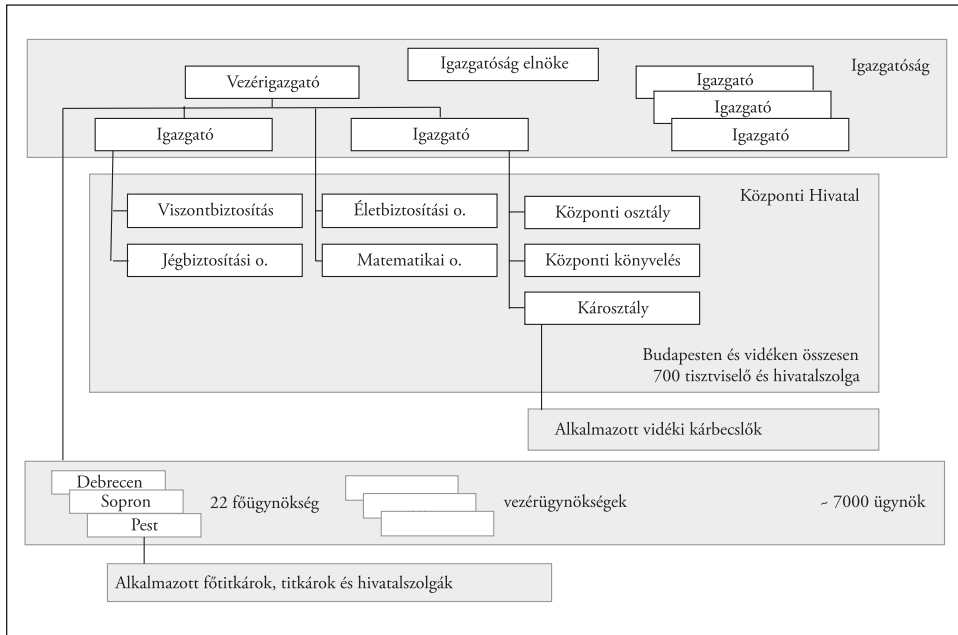 Igazgatóság elnöke
Igazgatóság
Vezérigazgató
Igazgató
Igazgató
Igazgató
Igazgató
Igazgató
Központi Hivatal
Viszontbiztosítás
Életbiztosítási o.
Központi osztály
Jégbiztosítási o.
Matematikai o.
Központi könyvelés
Károsztály
Budapesten és vidéken összesen
700 tisztviselő és hivatalszolga
Alkalmazott vidéki kárbecslők
Debrecen
Sopron
Pest
22 főügynökség
...
vezérügynökségek
~ 7000 ügynök
Alkalmazott főtitkárok, titkárok és hivatalszolgák